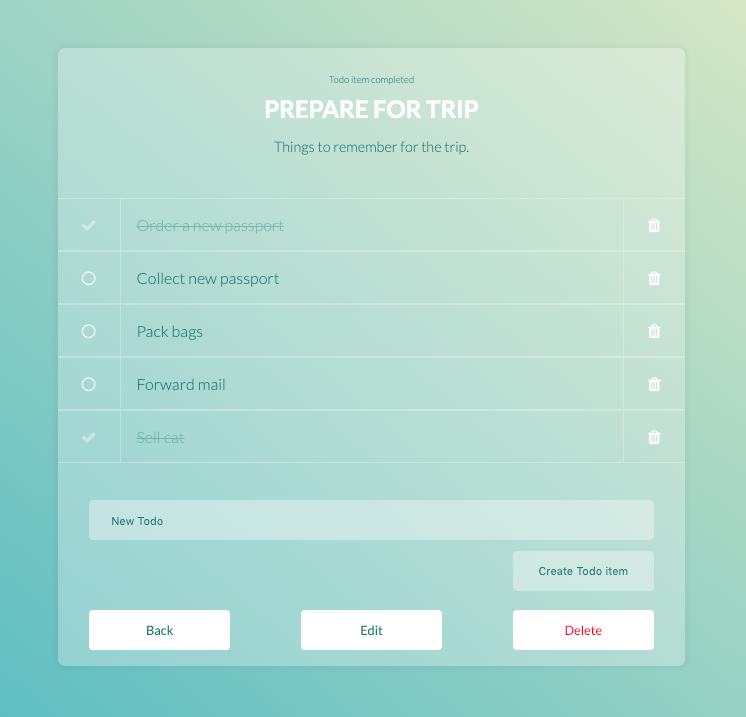 Todo item completed
PREPARE FOR TRIP
Things to remember for the trip.
Order a new passport
Collect new passport
Pack bags
Forward mail
Sell cat
New Todo
Create Todo item
Back Edit Delete